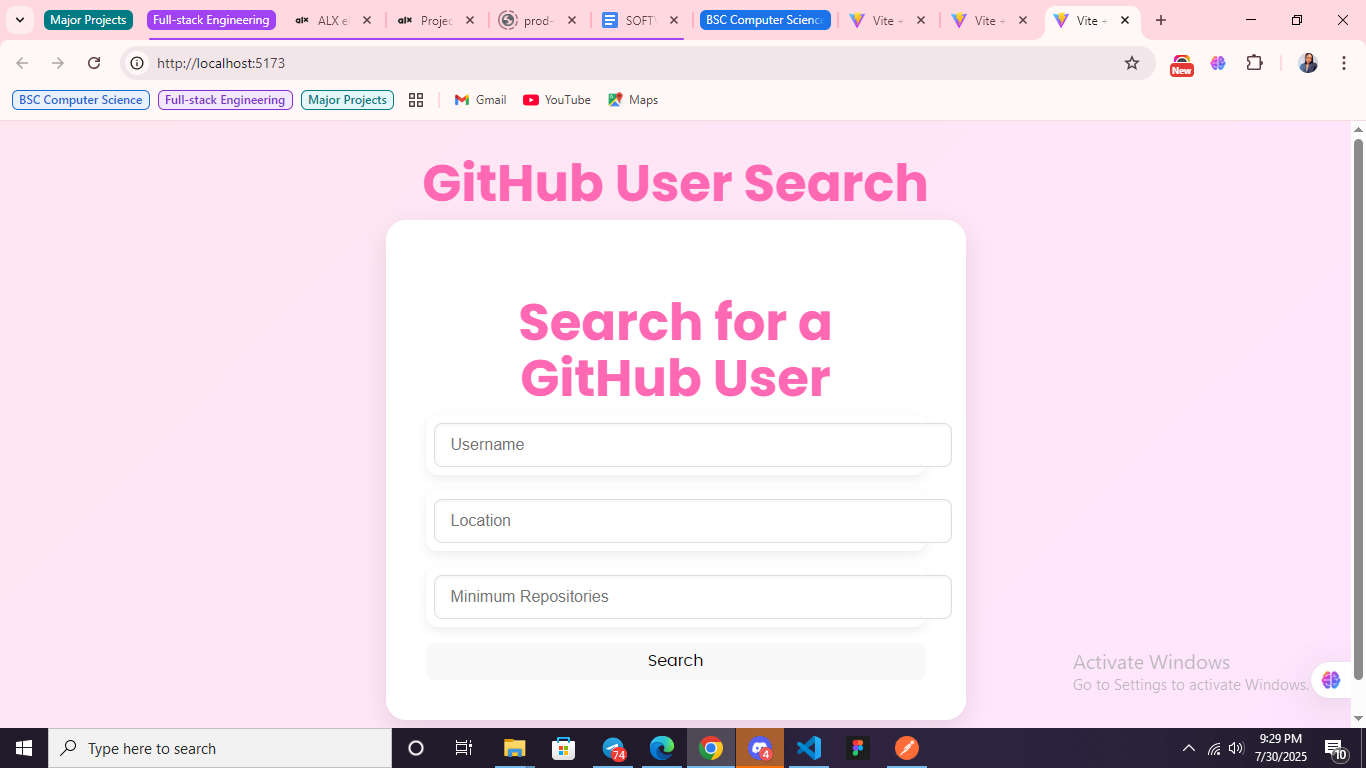 Major Projects
Full-stack Engineering
ALX e
Projec
prod-
SOFTV
BSC Computer Science
Vite +
Vite +
Vite +
http://localhost:5173
New
BSC Computer Science
Full-stack Engineering
Major Projects
Gmail
YouTube
Maps
GitHub User Search
Search for a
GitHub User
Username
Location
Minimum Repositories
Search
Activate Windows
Go to Settings to activate Windows.
Type here to search
74
4
9:29 PM
7/30/2025
10